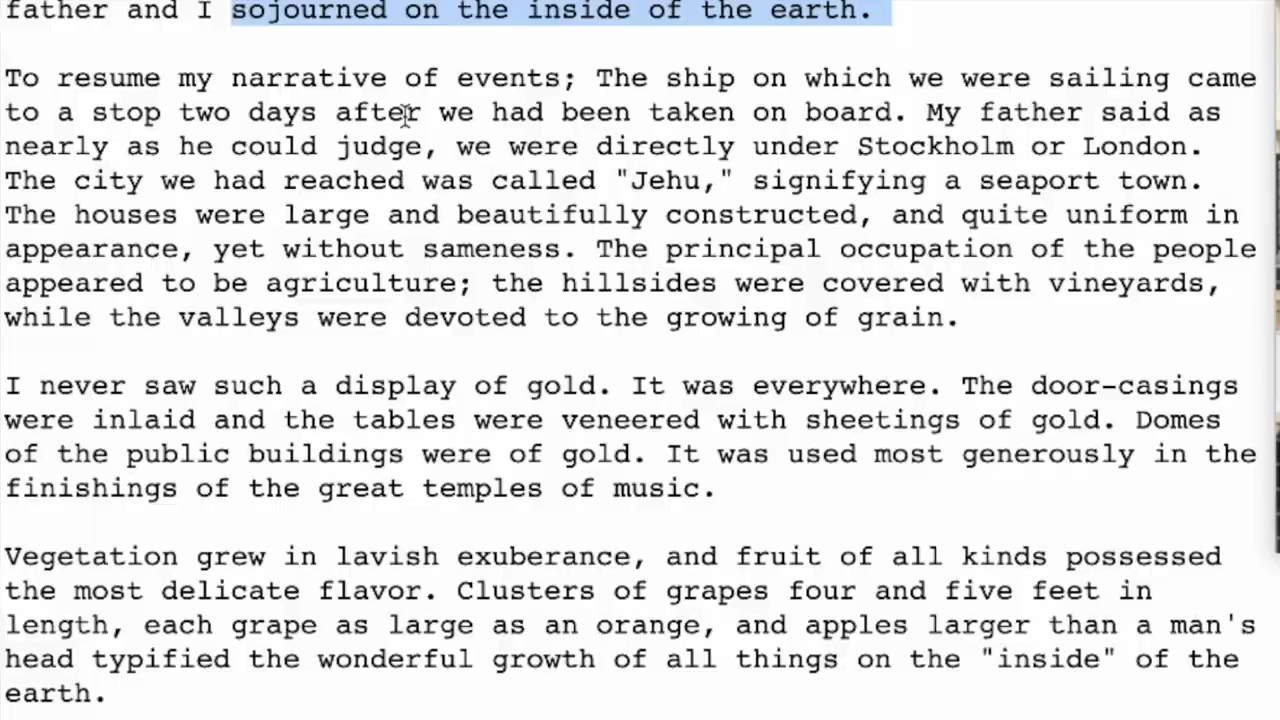 father and I sojourned on the inside of the earth.
To resume my narrative of events; The ship on which we were sailing came
to a stop two days after we had been taken on board. My father said as
nearly as he could judge, we were directly under Stockholm or London.
The city we had reached was called "Jehu," signifying a seaport town.
The houses were large and beautifully constructed, and quite uniform in
appearance, yet without sameness. The principal occupation of the people
appeared to be agriculture; the hillsides were covered with vineyards,
while the valleys were devoted to the growing of grain.
I never saw such a display of gold. It was everywhere. The door-casings
were inlaid and the tables were veneered with sheetings of gold. Domes
of the public buildings were of gold. It was used most generously in the
finishings of the great temples of music.
Vegetation grew in lavish exuberance, and fruit of all kinds possessed
the most delicate flavor. Clusters of grapes four and five feet in
length, each grape as large as an orange, and apples larger than a man's
head typified the wonderful growth of all things on the "inside" of the
earth.